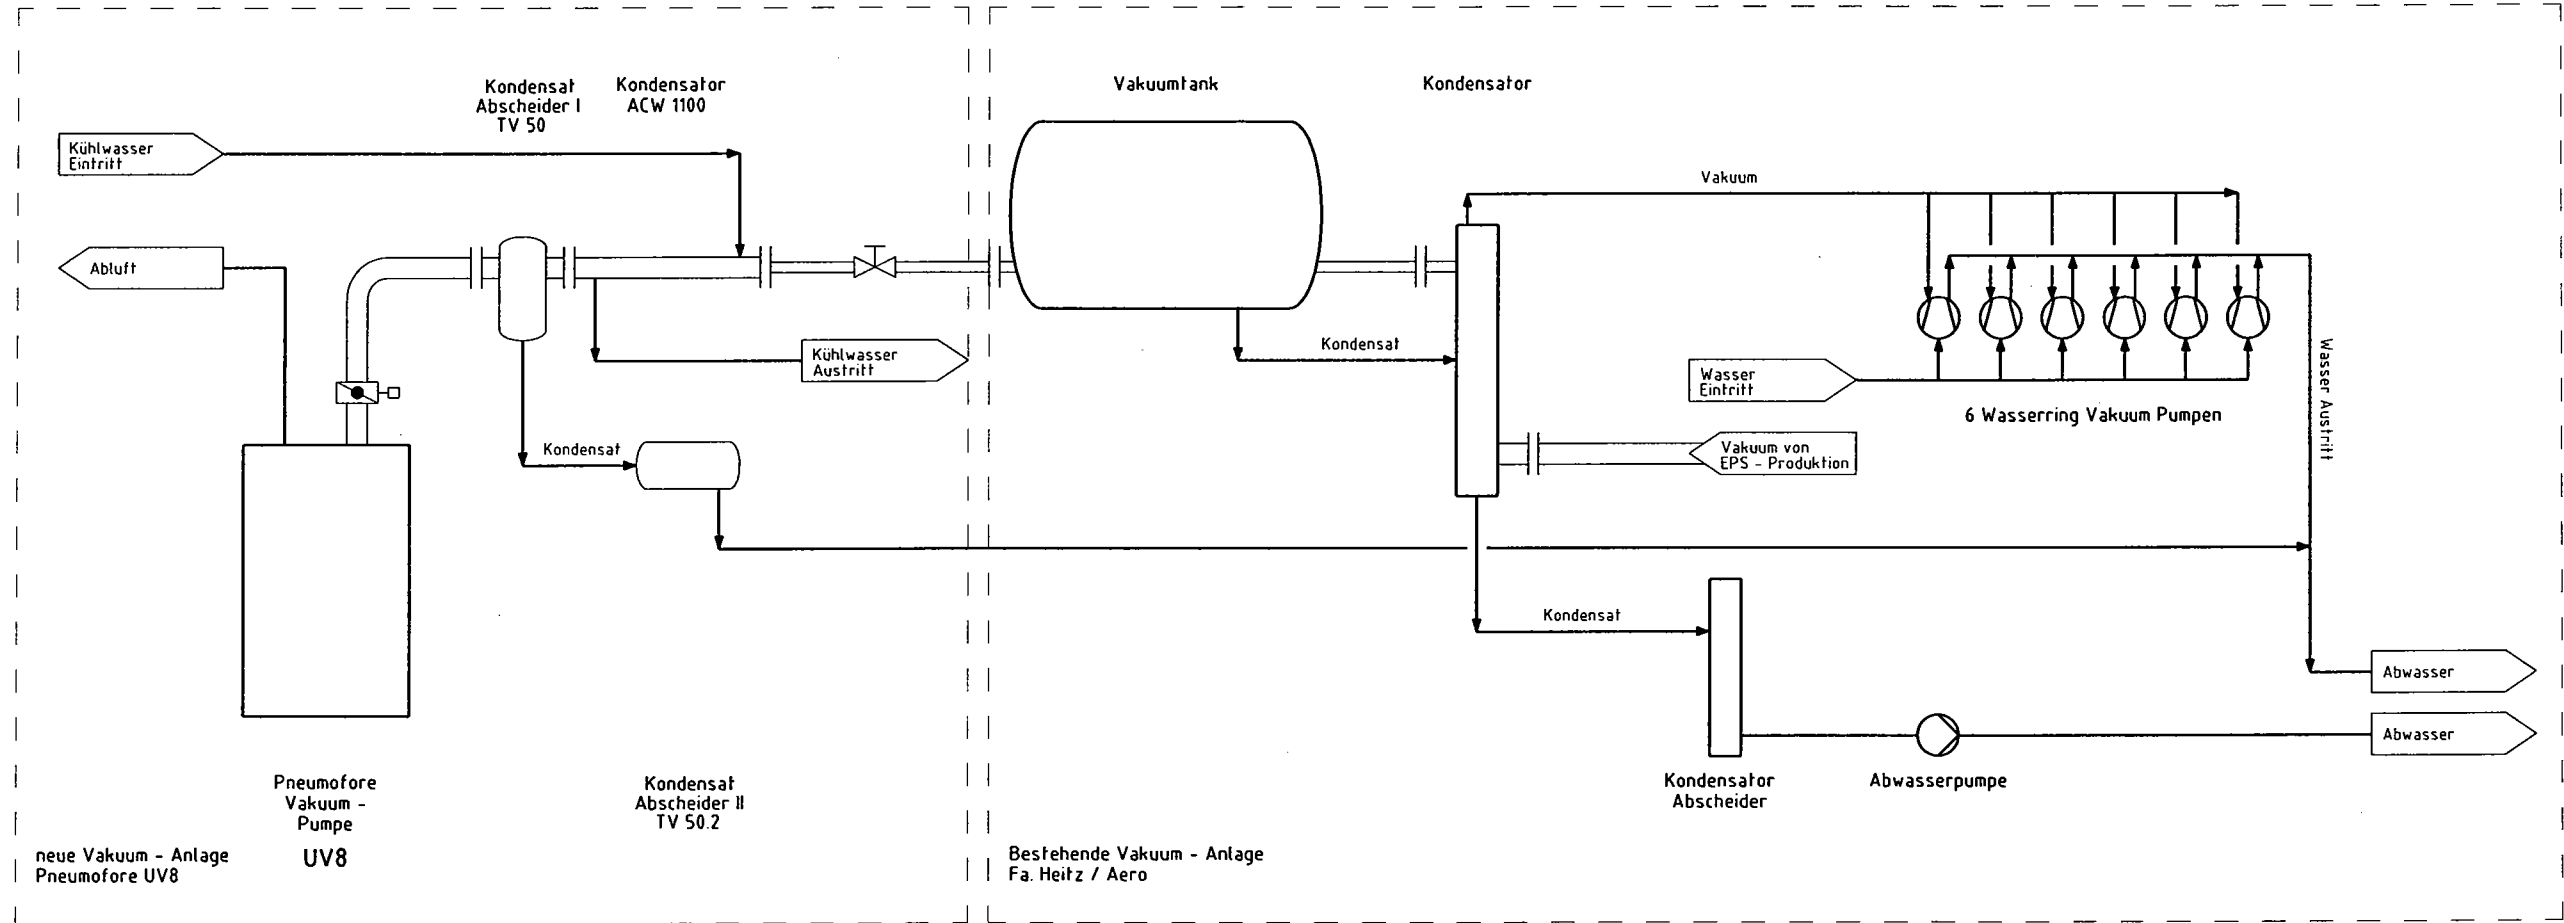 Kondensat
Abscheider I
TV 50
Kondensator
ACW 1100
Vakuumtank
Kondensator
Kühlwasser
Eintritt
Vakuum
Abluft
Kühlwasser
Austritt
Kondensat
Wasser
Eintritt
6 Wasserring Vakuum Pumpen
Wasser Austritt
Kondensat
Vakuum von
EPS - Produktion
Kondensat
Abwasser
Abwasser
Pneumofore
Vakuum -
Pumpe
UV8
Kondensat
Abscheider II
TV 50.2
Kondensator
Abscheider
Abwasserpumpe
neue Vakuum - Anlage
Pneumofore UV8
Bestehende Vakuum - Anlage
Fa. Heitz / Aero